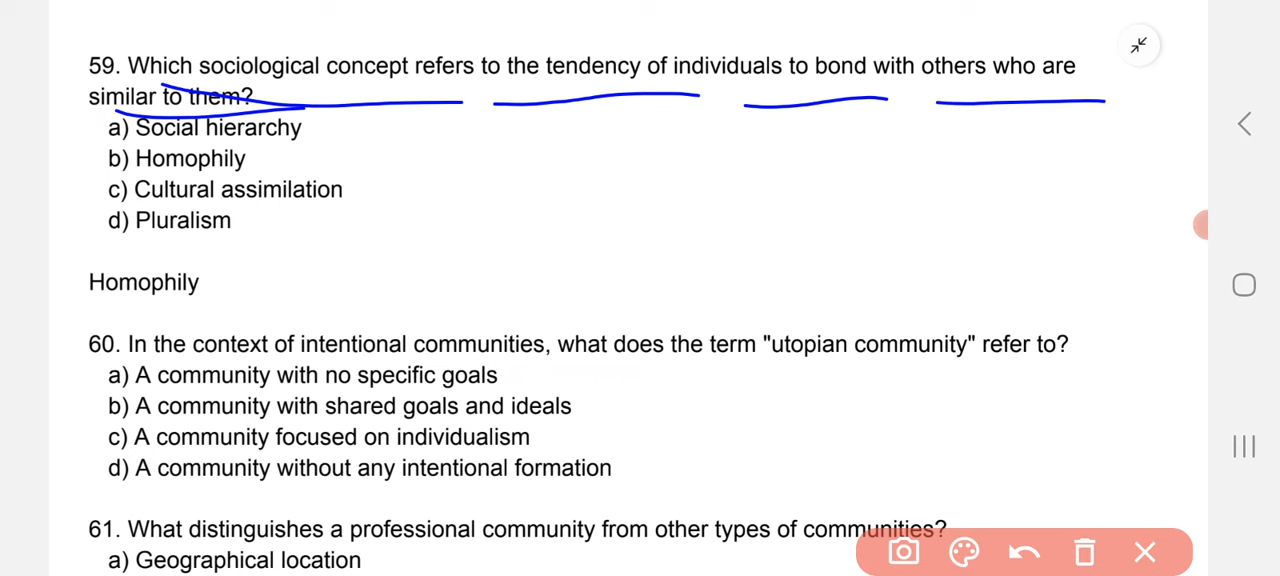 59. Which sociological concept refers to the tendency of individuals to bond with others who are
similar to them?
a) Social hierarchy
b) Homophily
c) Cultural assimilation
d) Pluralism
Homophily
60. In the context of intentional communities, what does the term "utopian community" refer to?
a) A community with no specific goals
b) A community with shared goals and ideals
c) A community focused on individualism
d) A community without any intentional formation
61. What distinguishes a professional community from other types of communities?
a) Geographical location